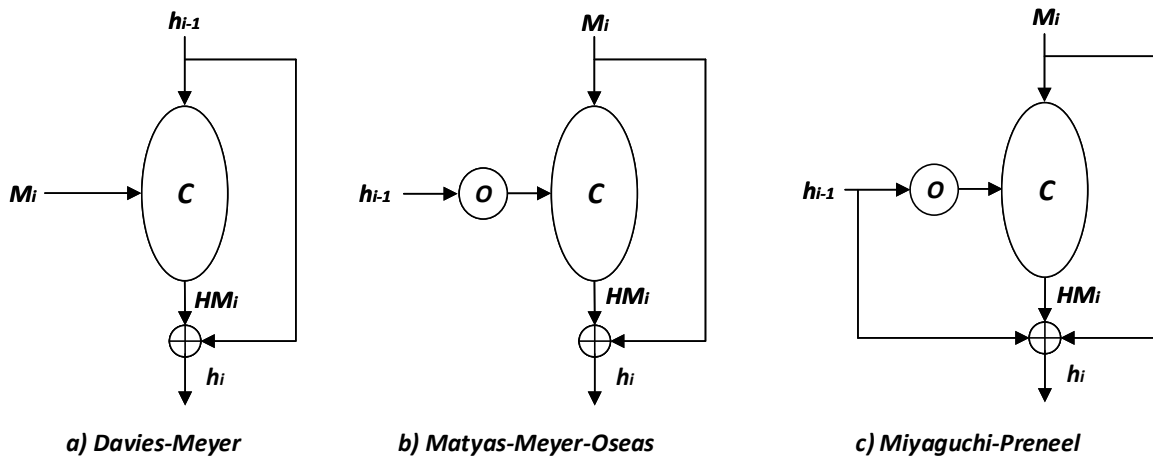 hi-1
Mi
C
HMi
hi
a) Davies-Meyer
Mi
hi-1
O
C
HMi
hi
b) Matyas-Meyer-Oseas
Mi
hi-1
O
C
HMi
hi
c) Miyaguchi-Preneel